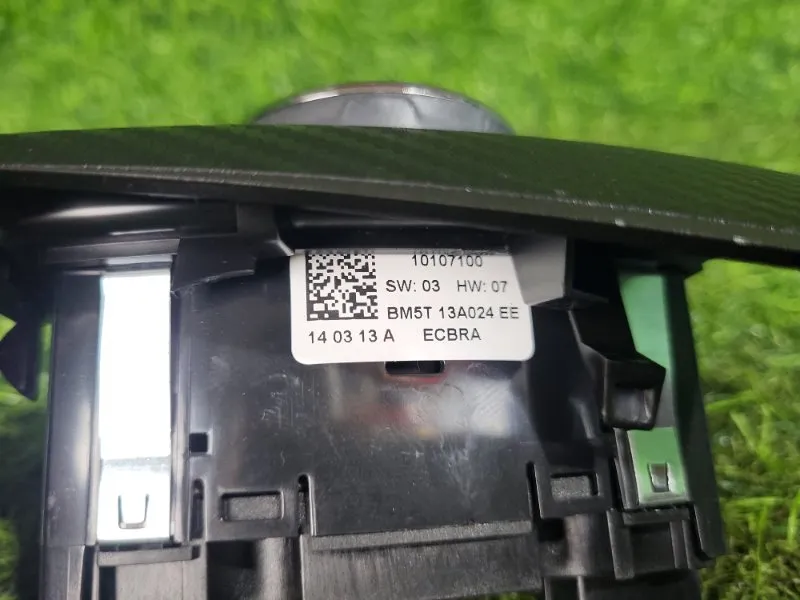 10107100
SW: 03 HW: 07
BM5T 13A024 EE
14 03 13 A ECBRA